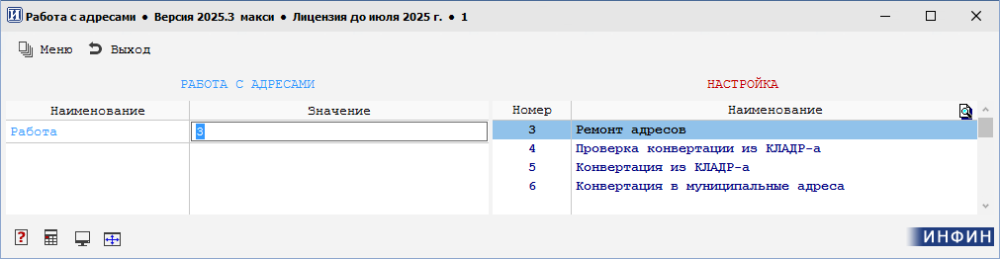 Работа с адресами ● Версия 2025.3 макси ● Лицензия до июля 2025 г. ● 1
Меню Выход
РАБОТА С АДРЕСАМИ НАСТРОЙКА
Наименование Значение Номер Наименование
Работа 3 3 Ремонт адресов
4 Проверка конвертации из КЛАДР-а
5 Конвертация из КЛАДР-а
6 Конвертация в муниципальные адреса
ИНФИН